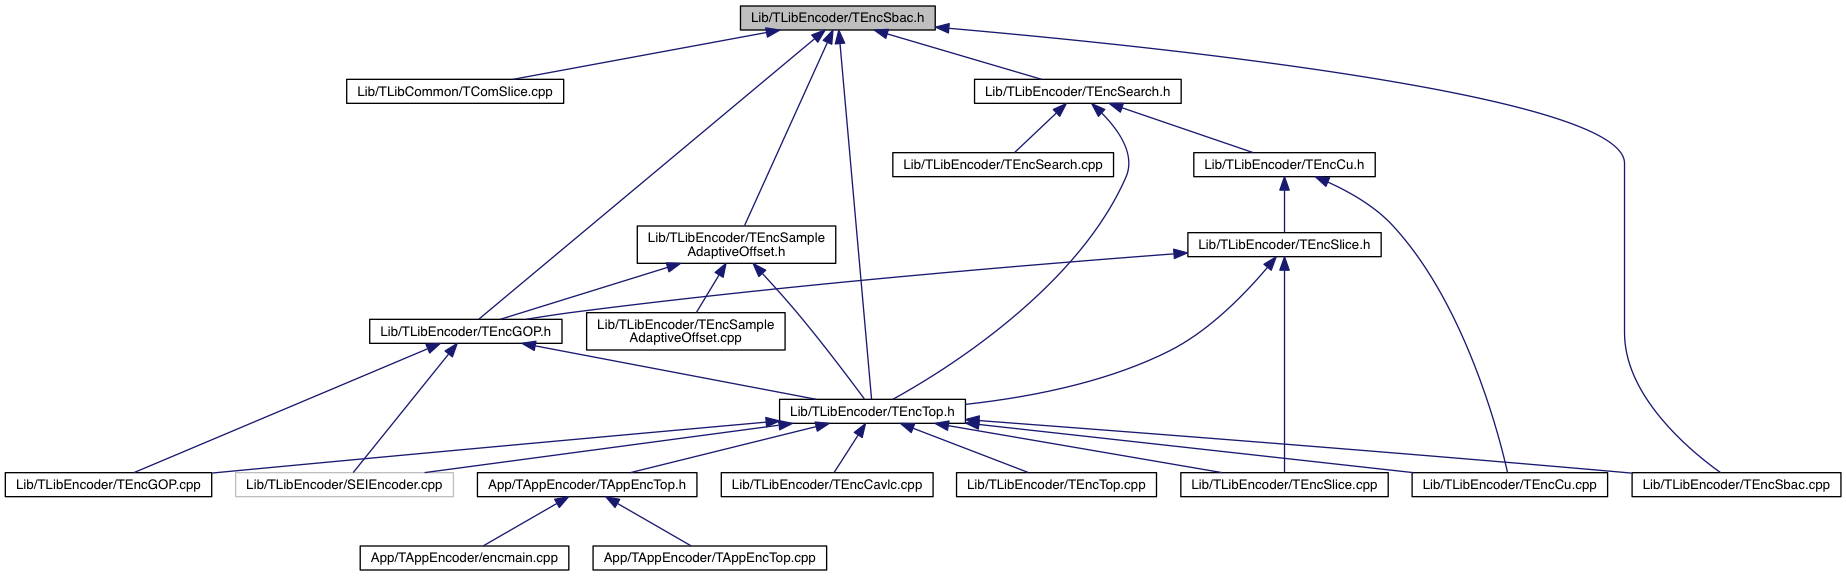 Lib/TLibEncoder/TEncSbac.h
Lib/TLibCommon/TComSlice.cpp
Lib/TLibEncoder/TEncSearch.h
Lib/TLibEncoder/TEncSearch.cpp
Lib/TLibEncoder/TEncCu.h
Lib/TLibEncoder/TEncSample
AdaptiveOffset.h
Lib/TLibEncoder/TEncSlice.h
Lib/TLibEncoder/TEncGOP.h
Lib/TLibEncoder/TEncSample
AdaptiveOffset.cpp
Lib/TLibEncoder/TEncTop.h
Lib/TLibEncoder/TEncGOP.cpp
Lib/TLibEncoder/SEIEncoder.cpp
App/TAppEncoder/TAppEncTop.h
Lib/TLibEncoder/TEncCavlc.cpp
Lib/TLibEncoder/TEncTop.cpp
Lib/TLibEncoder/TEncSlice.cpp
Lib/TLibEncoder/TEncCu.cpp
Lib/TLibEncoder/TEncSbac.cpp
App/TAppEncoder/encmain.cpp
App/TAppEncoder/TAppEncTop.cpp